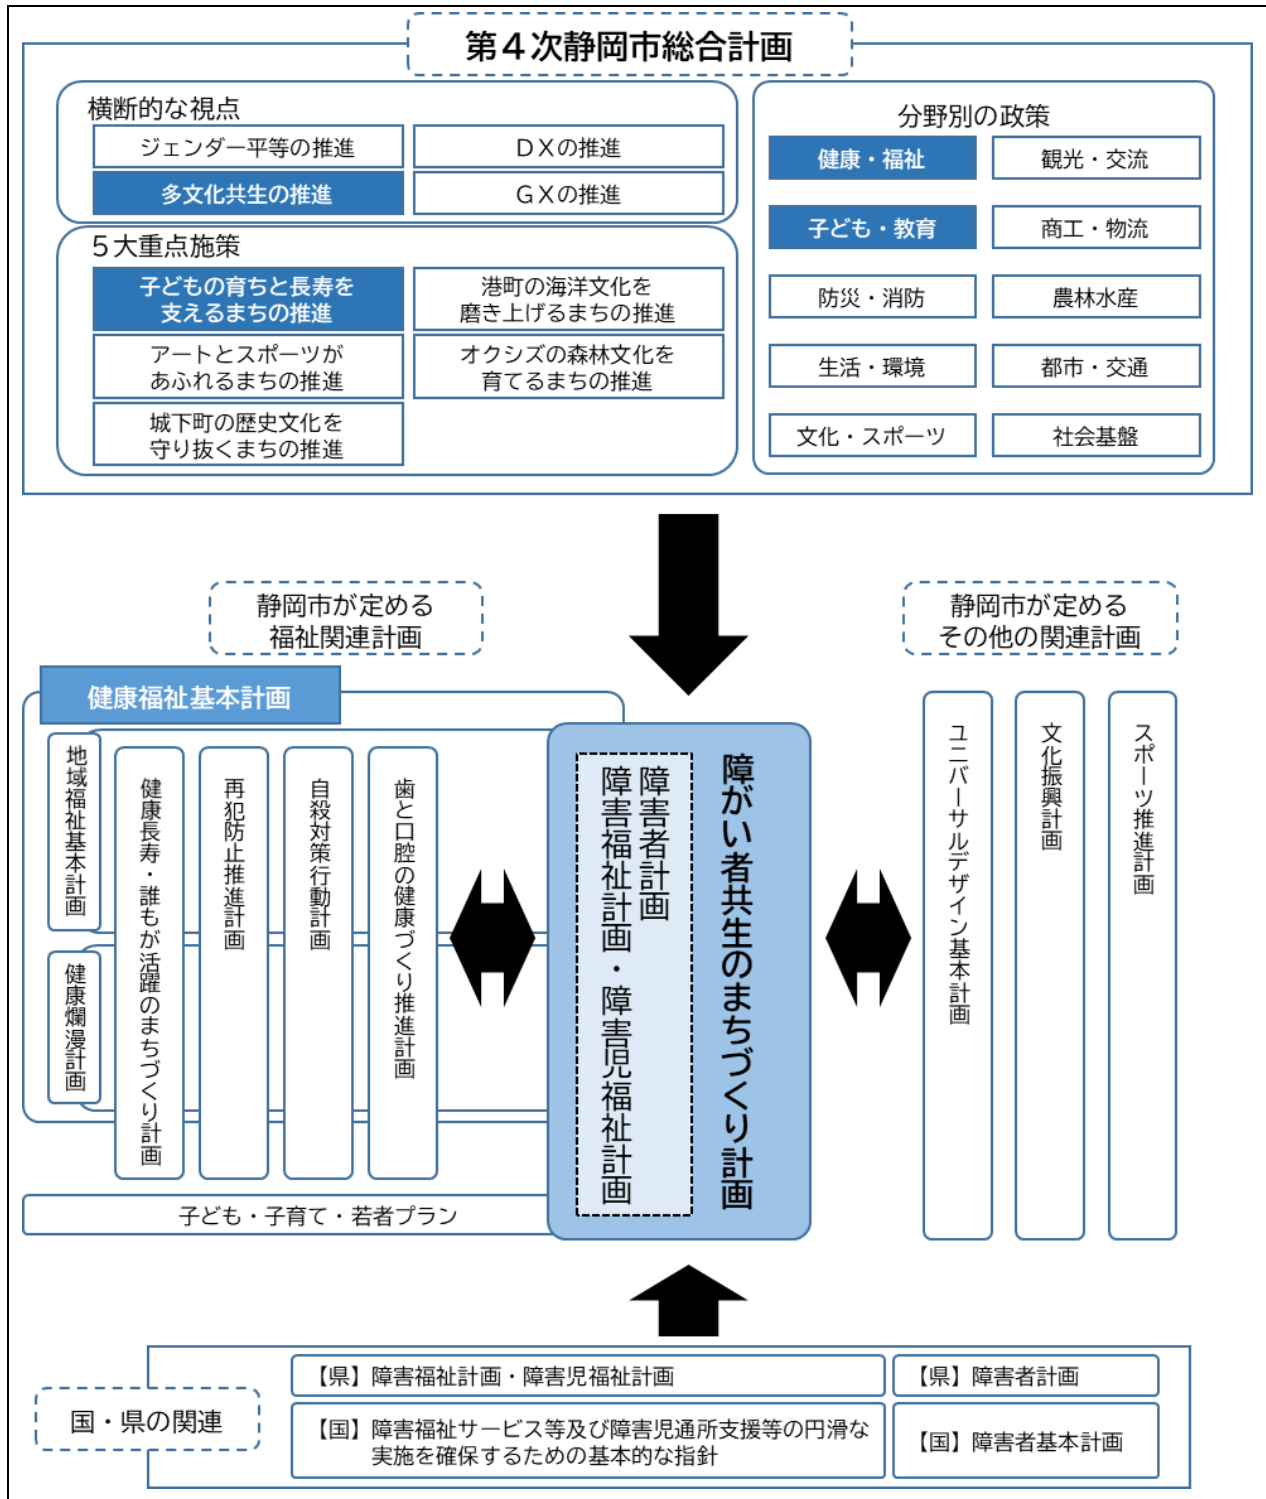 第４次静岡市総合計画
横断的な視点
ジェンダー平等の推進
ＤＸの推進
多文化共生の推進
ＧＸの推進
５大重点施策
子どもの育ちと長寿を
支えるまちの推進
港町の海洋文化を
磨き上げるまちの推進
アートとスポーツが
あふれるまちの推進
オクシズの森林文化を
育てるまちの推進
城下町の歴史文化を
守り抜くまちの推進
分野別の政策
健康・福祉
観光・交流
子ども・教育
商工・物流
防災・消防
農林水産
生活・環境
都市・交通
文化・スポーツ
社会基盤
静岡市が定める
福祉関連計画
静岡市が定める
その他の関連計画
健康福祉基本計画
地域福祉基本計画
健康爛漫計画
健康長寿・誰もが活躍のまちづくり計画
再犯防止推進計画
自殺対策行動計画
歯と口腔の健康づくり推進計画
子ども・子育て・若者プラン
障がい者共生のまちづくり計画
障害者計画
障害福祉計画・障害児福祉計画
ユニバーサルデザイン基本計画
文化振興計画
スポーツ推進計画
国・県の関連
【県】障害福祉計画・障害児福祉計画
【県】障害者計画
【国】障害福祉サービス等及び障害児通所支援等の円滑な
実施を確保するための基本的な指針
【国】障害者基本計画